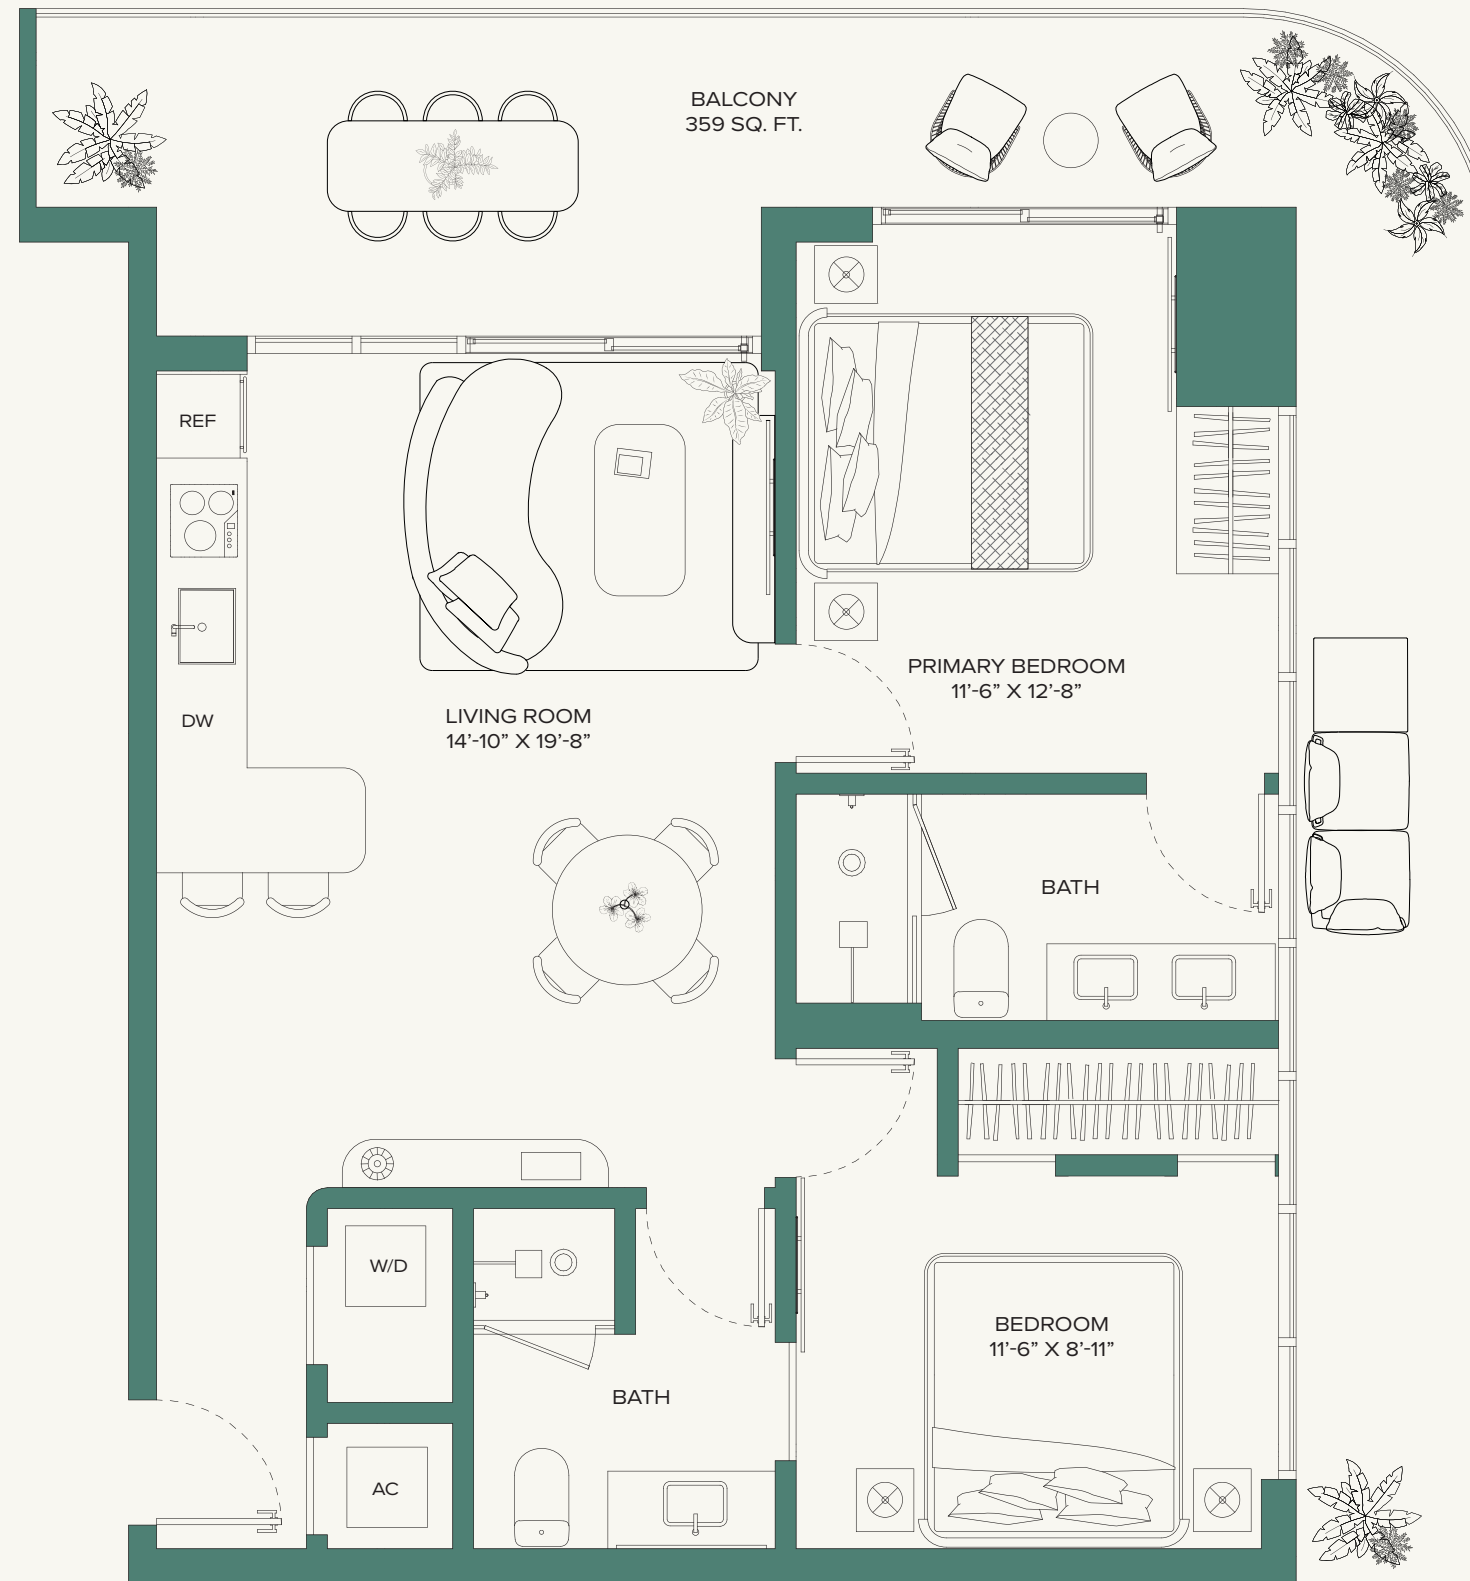 BALCONY
359 SQ. FT.
REF
PRIMARY BEDROOM
11’-6” X 12’-8”
LIVING ROOM
14’-10” X 19’-8”
DW
BATH
W/D
BEDROOM
11’-6” X 8’-11”
BATH
AC